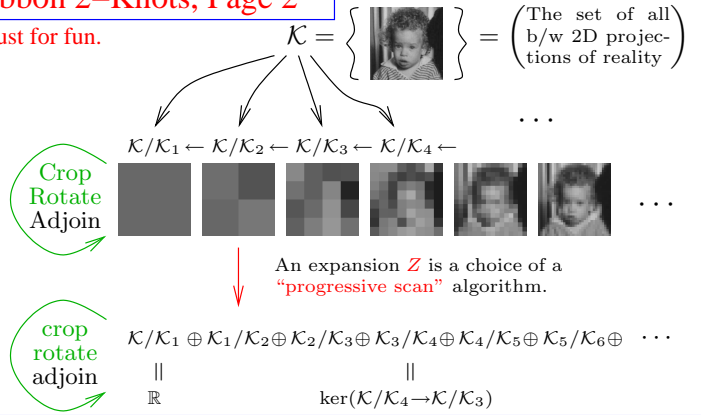 bbon 2−Knots, Page 2
ust for fun.
𝒦 = { } = ( The set of all
b/w 2D projec-
tions of reality )
· · ·
𝒦/𝒦₁ ← 𝒦/𝒦₂ ← 𝒦/𝒦₃ ← 𝒦/𝒦₄ ←
Crop
Rotate
Adjoin
· · ·
An expansion Z is a choice of a
“progressive scan” algorithm.
crop
rotate
adjoin
𝒦/𝒦₁ ⊕ 𝒦₁/𝒦₂ ⊕ 𝒦₂/𝒦₃ ⊕ 𝒦₃/𝒦₄ ⊕ 𝒦₄/𝒦₅ ⊕ 𝒦₅/𝒦₆ ⊕ · · ·
|| ||
ℝ ker(𝒦/𝒦₄→𝒦/𝒦₃)